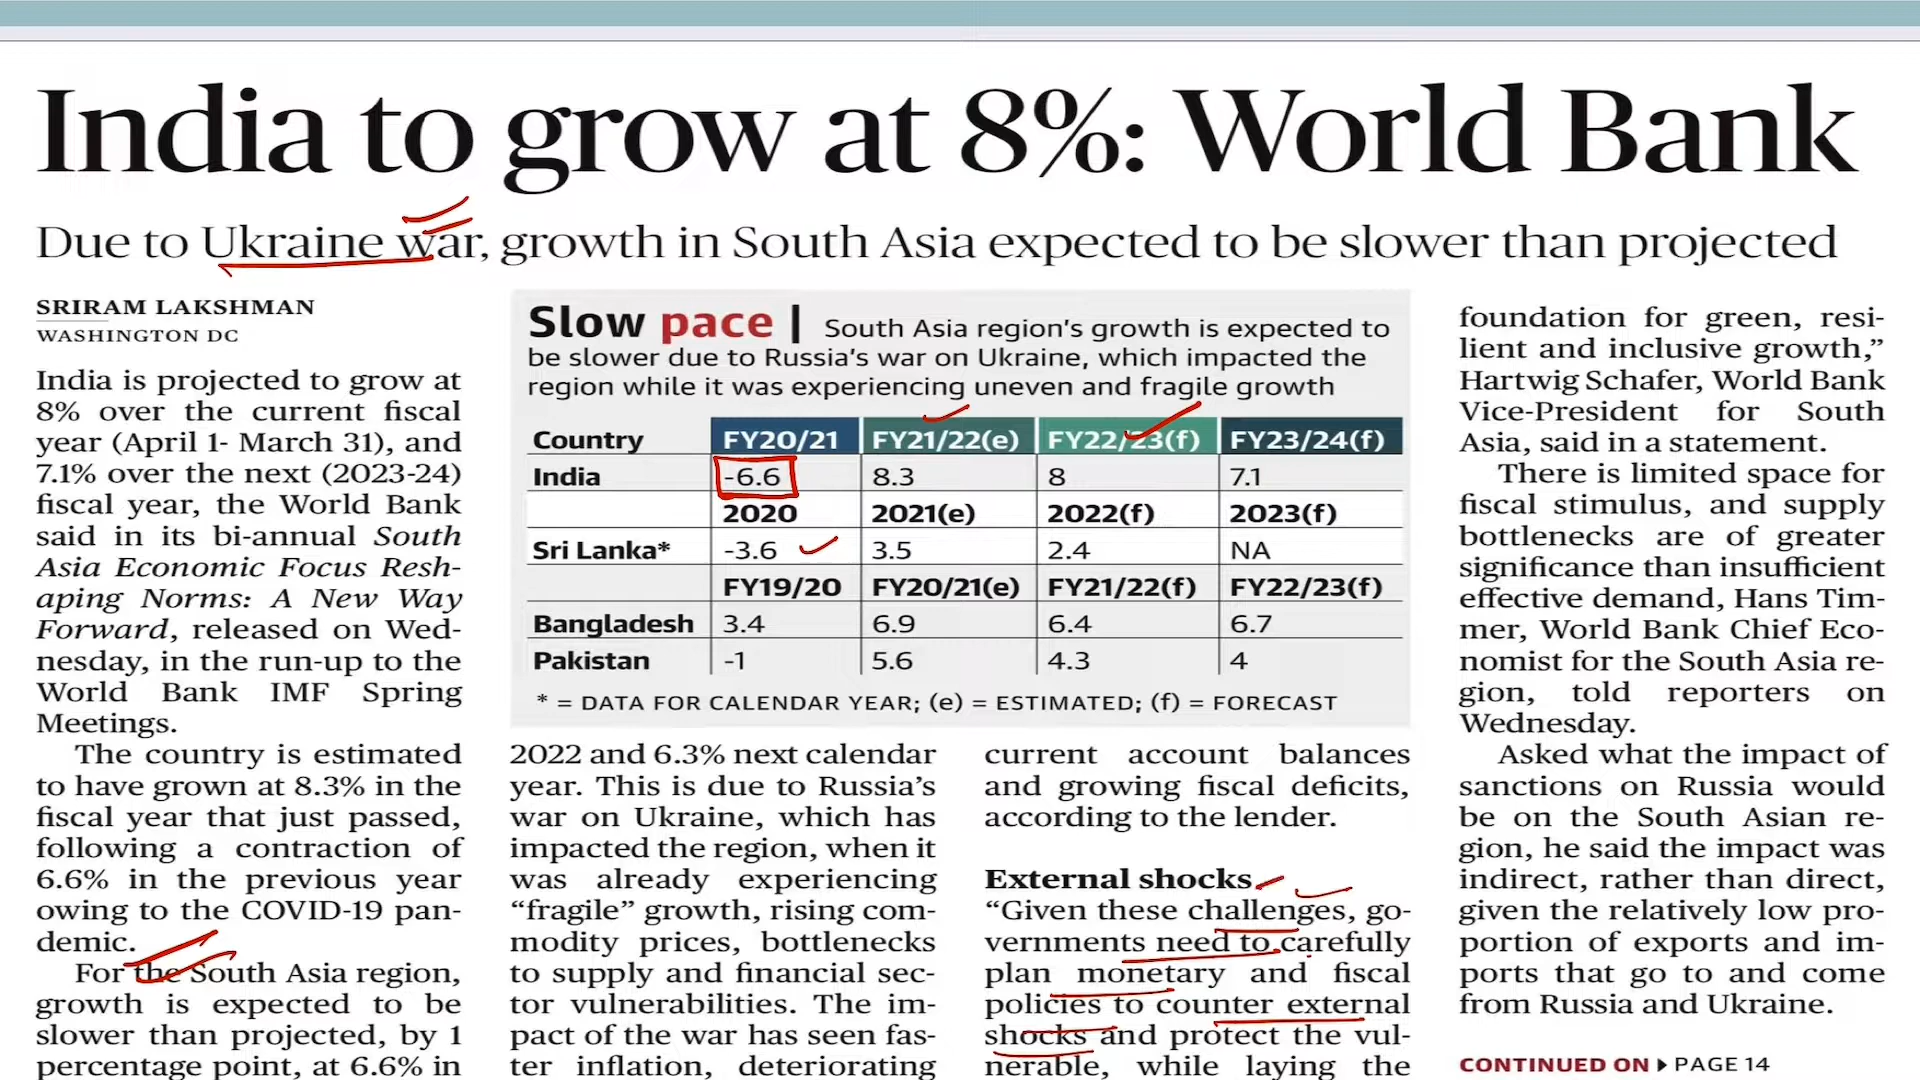 India to grow at 8%: World Bank
Due to Ukraine war, growth in South Asia expected to be slower than projected
SRIRAM LAKSHMAN
WASHINGTON DC
India is projected to grow at
8% over the current fiscal
year (April 1- March 31), and
7.1% over the next (2023-24)
fiscal year, the World Bank
said in its bi-annual South
Asia Economic Focus Resh-
aping Norms: A New Way
Forward, released on Wed-
nesday, in the run-up to the
World Bank IMF Spring
Meetings.
The country is estimated
to have grown at 8.3% in the
fiscal year that just passed,
following a contraction of
6.6% in the previous year
owing to the COVID-19 pan-
demic.
For the South Asia region,
growth is expected to be
slower than projected, by 1
percentage point, at 6.6% in
Slow pace | South Asia region's growth is expected to
be slower due to Russia's war on Ukraine, which impacted the
region while it was experiencing uneven and fragile growth
Country FY20/21 FY21/22(e) FY22/23(f) FY23/24(f)
India -6.6 8.3 8 7.1
2020 2021(e) 2022(f) 2023(f)
Sri Lanka* -3.6 3.5 2.4 NA
FY19/20 FY20/21(e) FY21/22(f) FY22/23(f)
Bangladesh 3.4 6.9 6.4 6.7
Pakistan -1 5.6 4.3 4
* = DATA FOR CALENDAR YEAR; (e) = ESTIMATED; (f) = FORECAST
2022 and 6.3% next calendar
year. This is due to Russia's
war on Ukraine, which has
impacted the region, when it
was already experiencing
“fragile” growth, rising com-
modity prices, bottlenecks
to supply and financial sec-
tor vulnerabilities. The im-
pact of the war has seen fas-
ter inflation, deteriorating
current account balances
and growing fiscal deficits,
according to the lender.
External shocks
“Given these challenges, go-
vernments need to carefully
plan monetary and fiscal
policies to counter external
shocks and protect the vul-
nerable, while laying the
foundation for green, resi-
lient and inclusive growth,”
Hartwig Schafer, World Bank
Vice-President for South
Asia, said in a statement.
There is limited space for
fiscal stimulus, and supply
bottlenecks are of greater
significance than insufficient
effective demand, Hans Tim-
mer, World Bank Chief Eco-
nomist for the South Asia re-
gion, told reporters on
Wednesday.
Asked what the impact of
sanctions on Russia would
be on the South Asian re-
gion, he said the impact was
indirect, rather than direct,
given the relatively low pro-
portion of exports and im-
ports that go to and come
from Russia and Ukraine.
CONTINUED ON PAGE 14